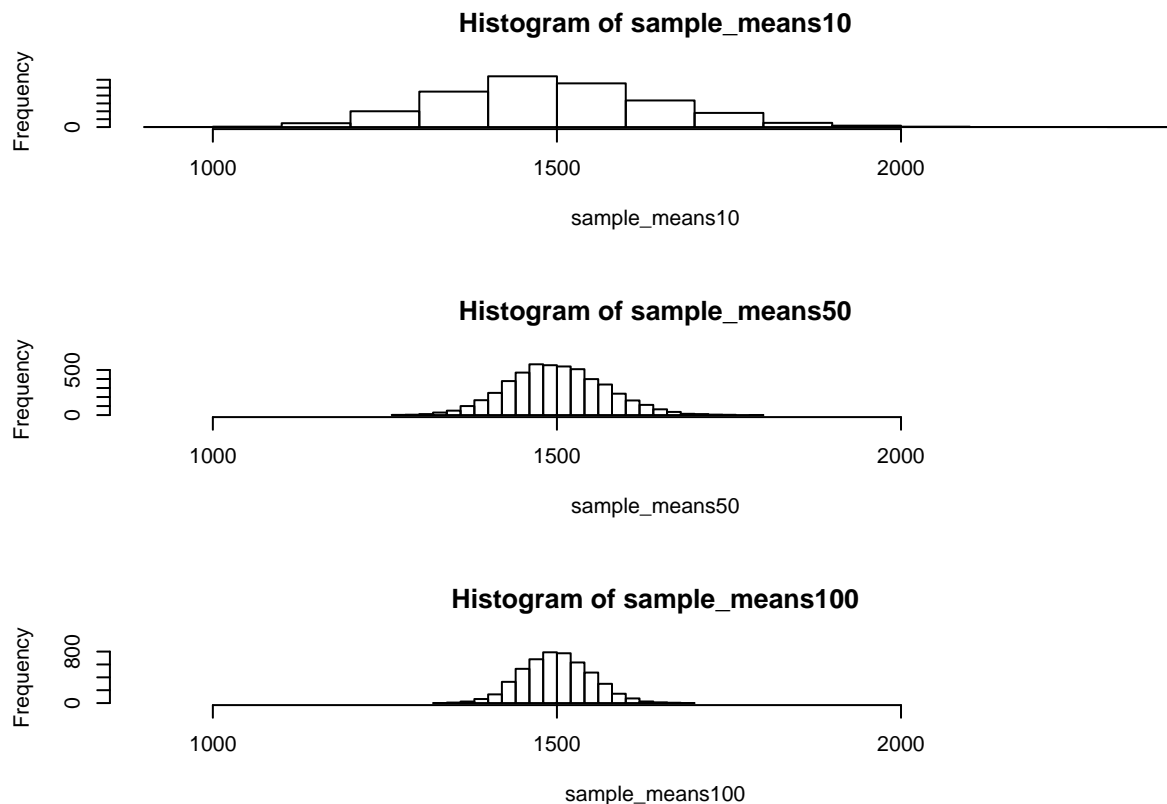 Histogram of sample_means10
Frequency
0
1000 1500 2000
sample_means10
Histogram of sample_means50
Frequency
500
0
1000 1500 2000
sample_means50
Histogram of sample_means100
Frequency
800
0
1000 1500 2000
sample_means100